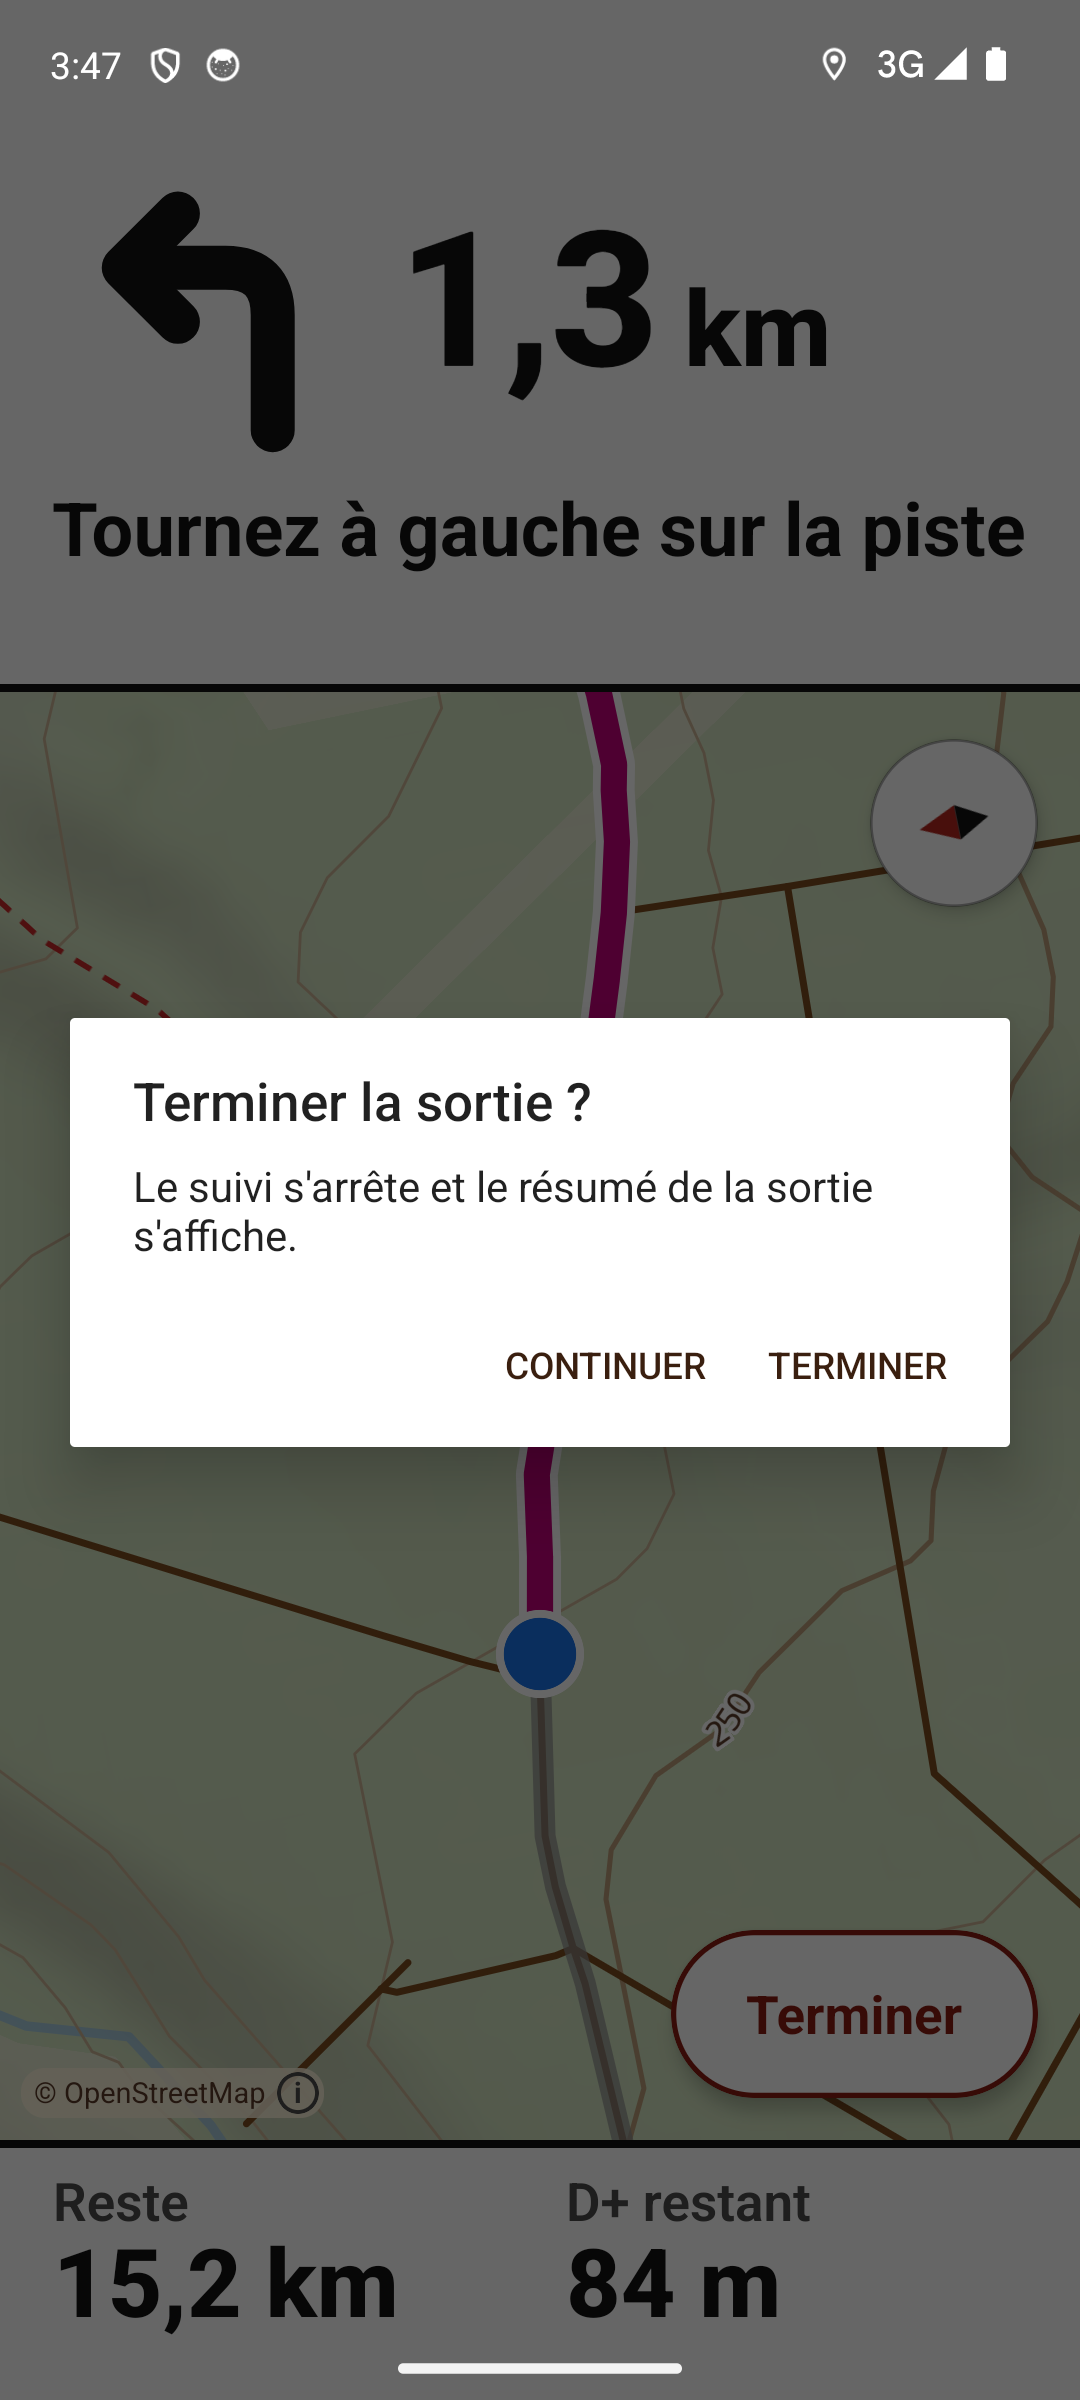 3:47
3G
1,3 km
Tournez à gauche sur la piste
Terminer la sortie ?
Le suivi s'arrête et le résumé de la sortie
s'affiche.
CONTINUER TERMINER
250
Terminer
© OpenStreetMap i
Reste D+ restant
15,2 km 84 m